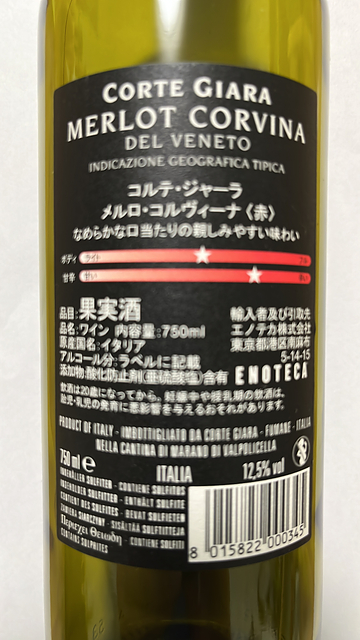 CORTE GIARA
MERLOT CORVINA
DEL VENETO
INDICAZIONE GEOGRAFICA TIPICA
コルテ・ジャーラ
メルロ・コルヴィーナ〈赤〉
なめらかな口当たりの親しみやすい味わい
ボディ ライト フル
甘辛 甘い 辛い
品目:果実酒
品名:ワイン 内容量:750ml
原産国名:イタリア
アルコール分:ラベルに記載
添加物:酸化防止剤(亜硫酸塩)含有
輸入者及び引取先
エノテカ株式会社
東京都港区南麻布
5-14-15
ENOTECA
飲酒は20歳になってから。妊娠中や授乳期の飲酒は、
胎児・乳児の発育に悪影響を与えるおそれがあります。
PRODUCT OF ITALY - IMBOTTIGLIATO DA CORTE GIARA - FUMANE - ITALIA
NELLA CANTINA DI MARANO DI VALPOLICELLA
750 ml e
ITALIA
12,5% vol
ENTHÄLT SULFITE
BEVAT SULFIETEN
Περιέχει Θειώδη
CONTAINS SULPHITES
8 015822 000345